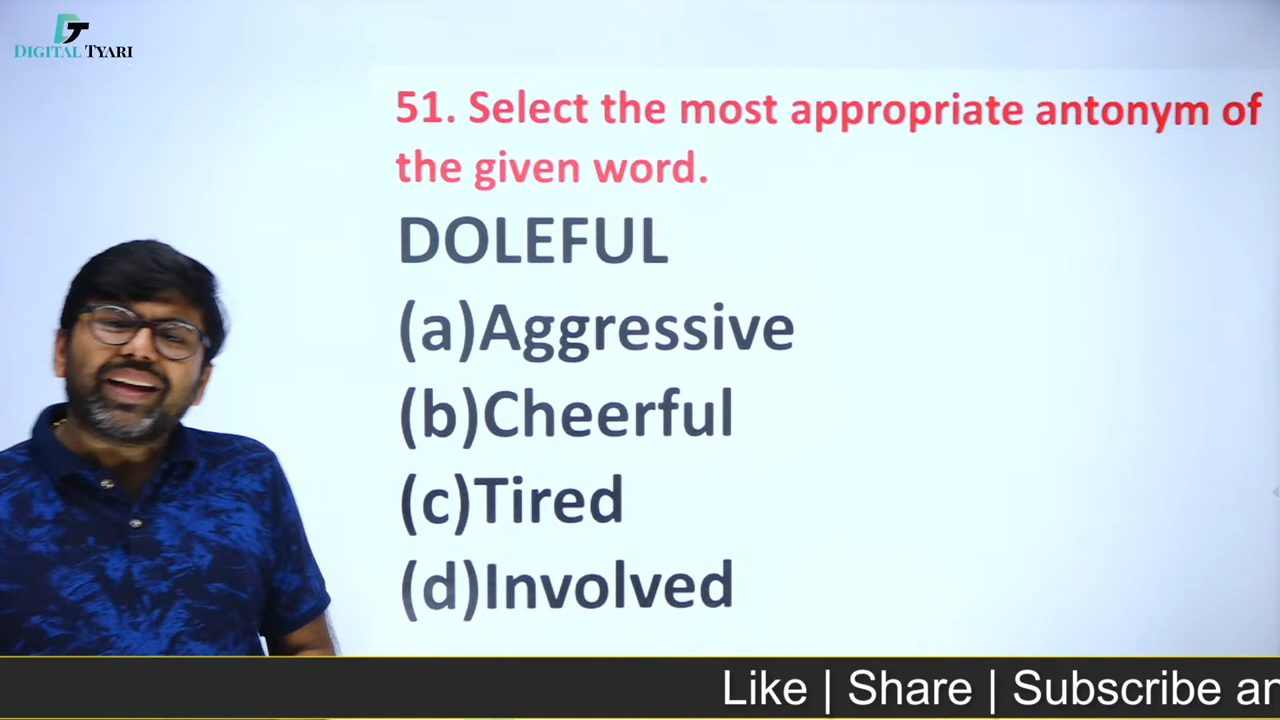 DIGITAL TYARI
51. Select the most appropriate antonym of
the given word.
DOLEFUL
(a)Aggressive
(b)Cheerful
(c)Tired
(d)Involved
Like | Share | Subscribe an